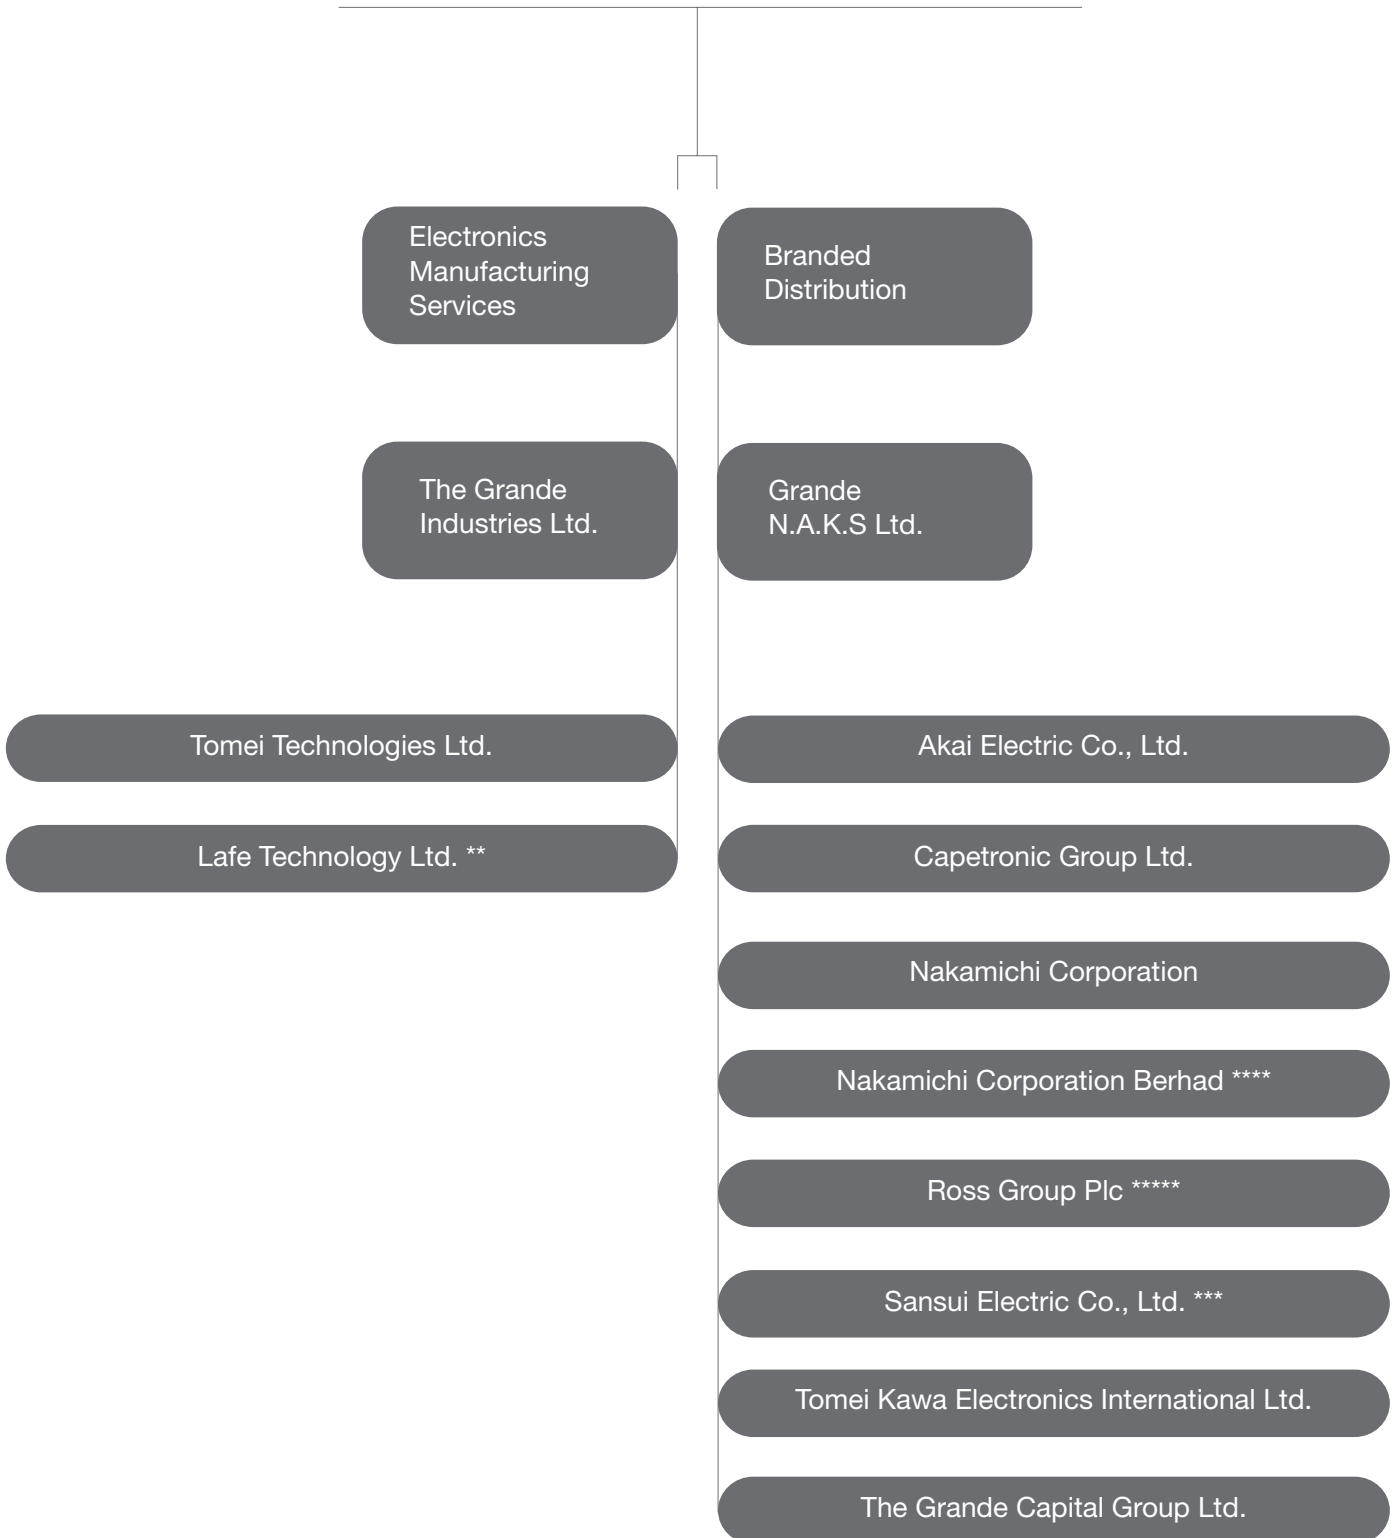 Electronics
Manufacturing
Services
Branded
Distribution
The Grande
Industries Ltd.
Grande
N.A.K.S Ltd.
Tomei Technologies Ltd.
Lafe Technology Ltd. **
Akai Electric Co., Ltd.
Capetronic Group Ltd.
Nakamichi Corporation
Nakamichi Corporation Berhad ****
Ross Group Plc *****
Sansui Electric Co., Ltd. ***
Tomei Kawa Electronics International Ltd.
The Grande Capital Group Ltd.